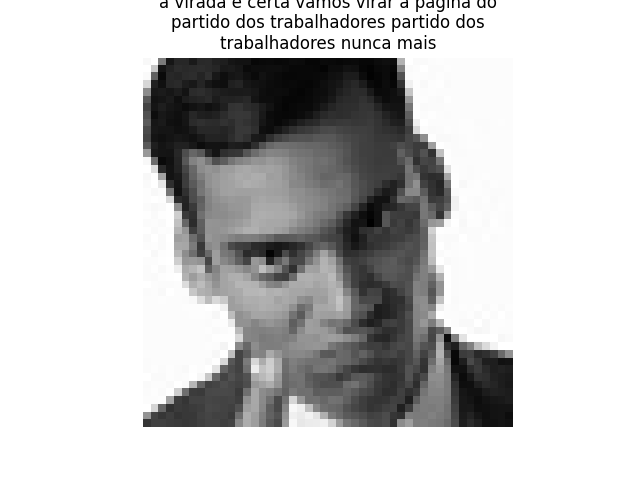 a virada é certa vamos virar a página do
partido dos trabalhadores partido dos
trabalhadores nunca mais